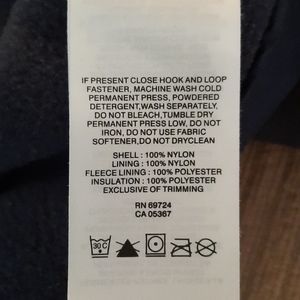 IF PRESENT CLOSE HOOK AND LOOP
FASTENER, MACHINE WASH COLD
PERMANENT PRESS, POWDERED
DETERGENT,WASH SEPARATELY,
DO NOT BLEACH,TUMBLE DRY
PERMANENT PRESS LOW, DO NOT
IRON, DO NOT USE FABRIC
SOFTENER,DO NOT DRYCLEAN
SHELL : 100% NYLON
LINING : 100% NYLON
FLEECE LINING : 100% POLYESTER
INSULATION : 100% POLYESTER
EXCLUSIVE OF TRIMMING
RN 69724
CA 05367
30C